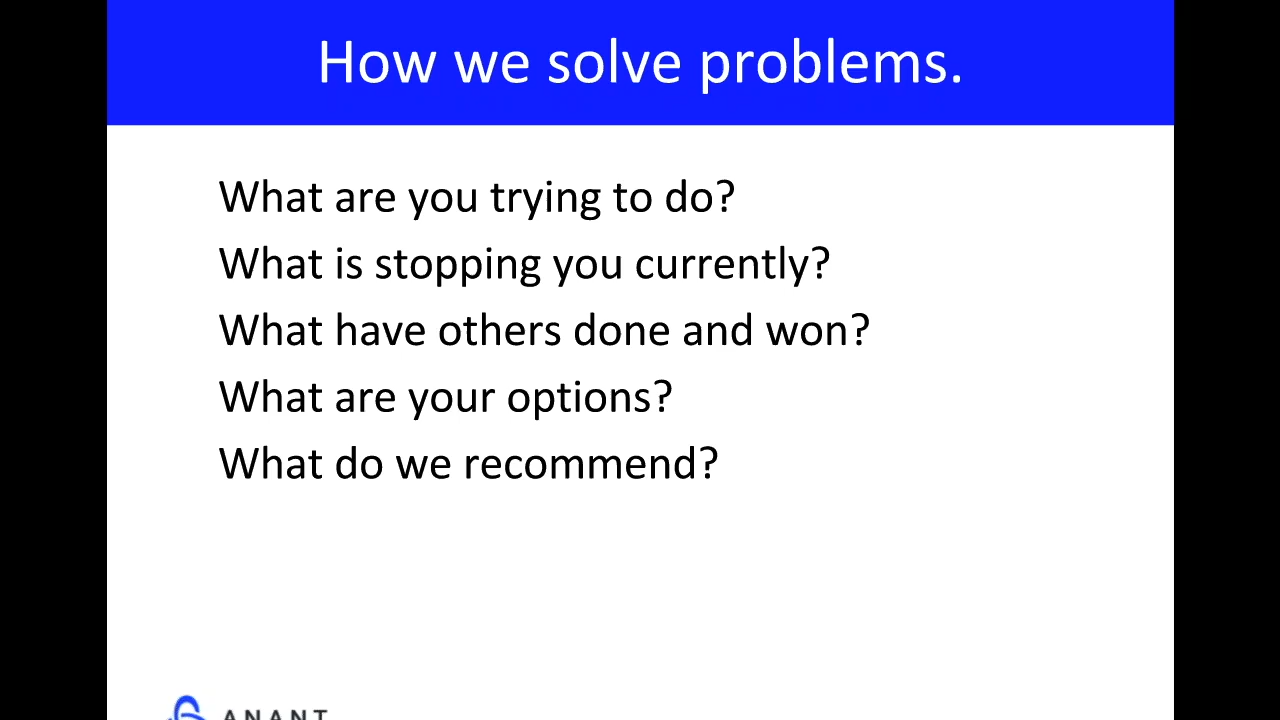 How we solve problems.
What are you trying to do?
What is stopping you currently?
What have others done and won?
What are your options?
What do we recommend?
ANANT